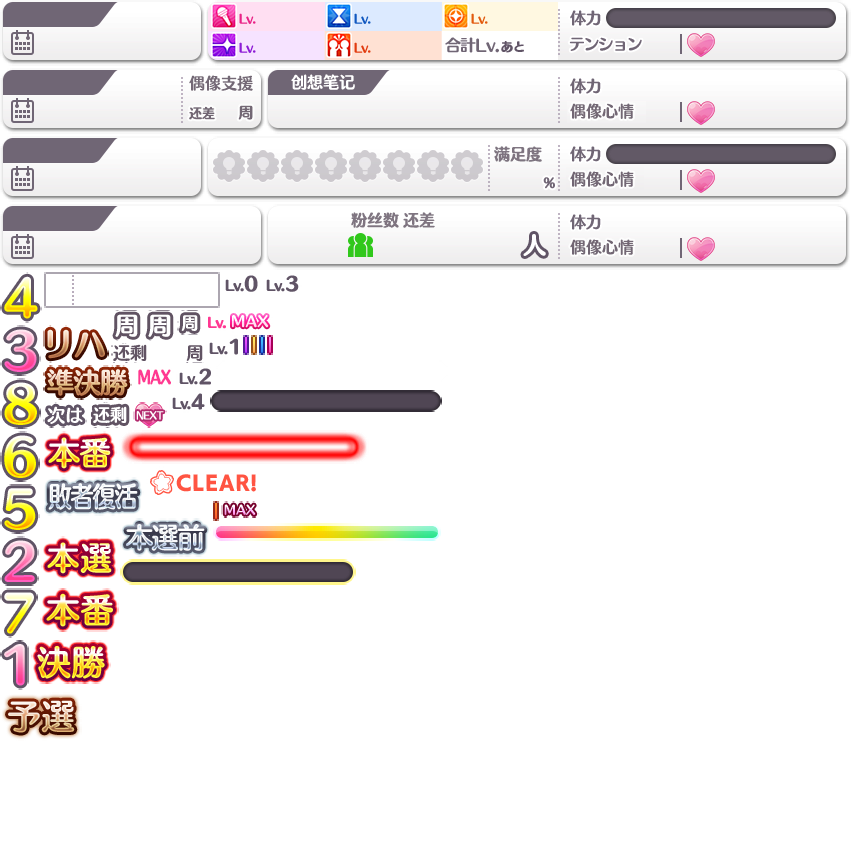 Lv. Lv. Lv. 体力
Lv. Lv. 合計Lv.あと テンション
偶像支援 创想笔记 体力
还差 周 偶像心情
満足度 体力
% 偶像心情
粉丝数 还差 体力
人 偶像心情
4 Lv.0 Lv.3
3 リハ 周 周 周 Lv. MAX
还剩 周 Lv.1
準決勝 MAX Lv.2
8 次は 还剩 NEXT Lv.4
6 本番
5 敗者復活 CLEAR!
MAX
本選前
2 本選
7 本番
1 決勝
予選